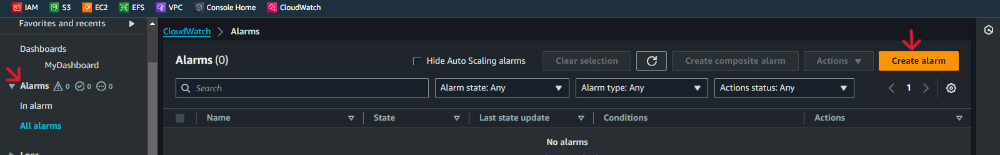 IAM S3 EC2 EFS VPC Console Home CloudWatch
Favorites and recents
Dashboards
MyDashboard
Alarms 0 0 0
In alarm
All alarms
Logs
CloudWatch Alarms
Alarms (0) Hide Auto Scaling alarms Clear selection Create composite alarm Actions Create alarm
Search Alarm state: Any Alarm type: Any Actions status: Any 1
Name State Last state update Conditions Actions
No alarms